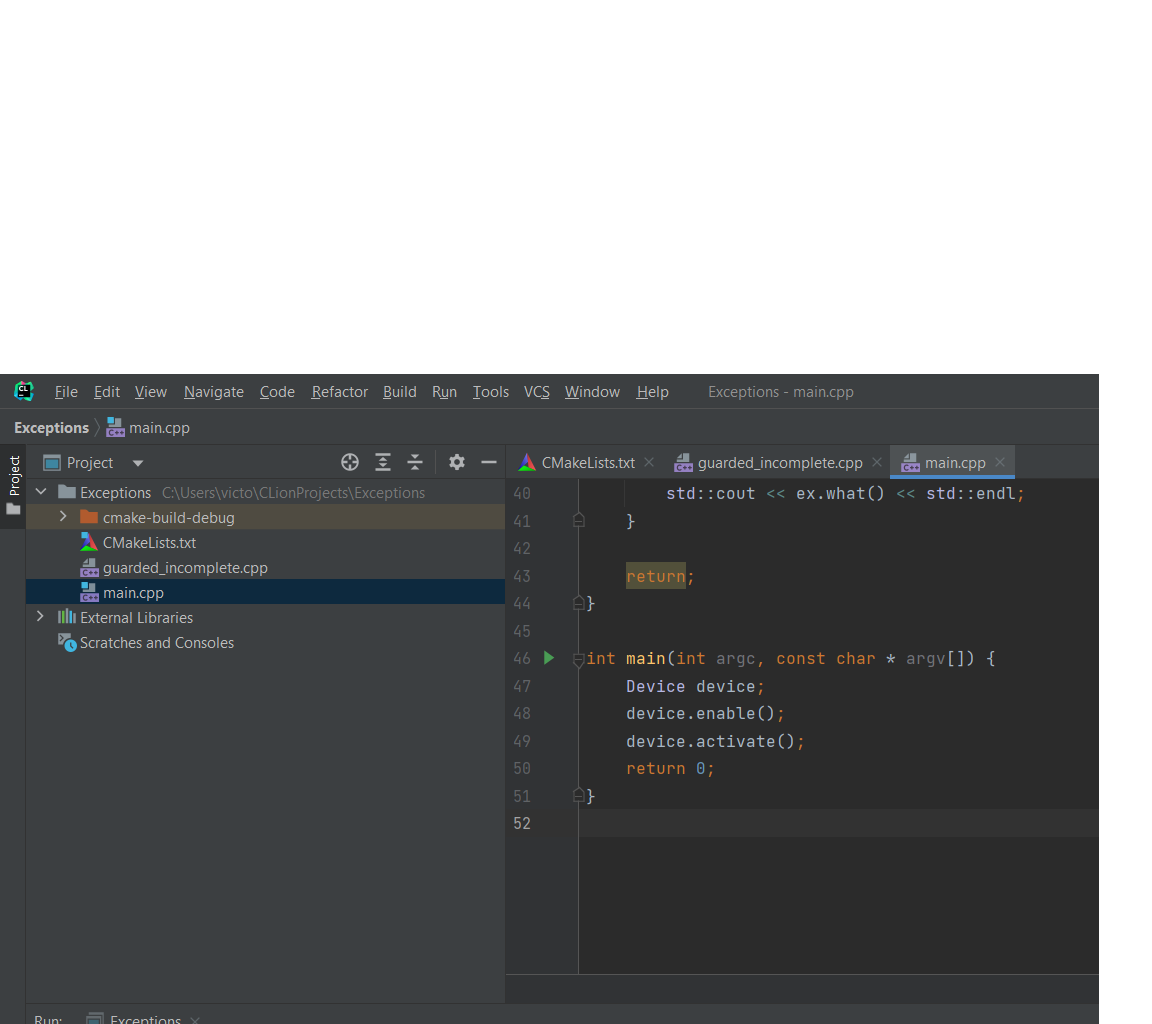 CL
File Edit View Navigate Code Refactor Build Run Tools VCS Window Help Exceptions - main.cpp
Exceptions main.cpp
Project
Project
CMakeLists.txt guarded_incomplete.cpp main.cpp
Exceptions C:\Users\victo\CLionProjects\Exceptions
cmake-build-debug
CMakeLists.txt
guarded_incomplete.cpp
main.cpp
External Libraries
Scratches and Consoles
40 std::cout << ex.what() << std::endl;
41 }
42
43 return;
44 }
45
46 int main(int argc, const char * argv[]) {
47 Device device;
48 device.enable();
49 device.activate();
50 return 0;
51 }
52
Run: Exceptions